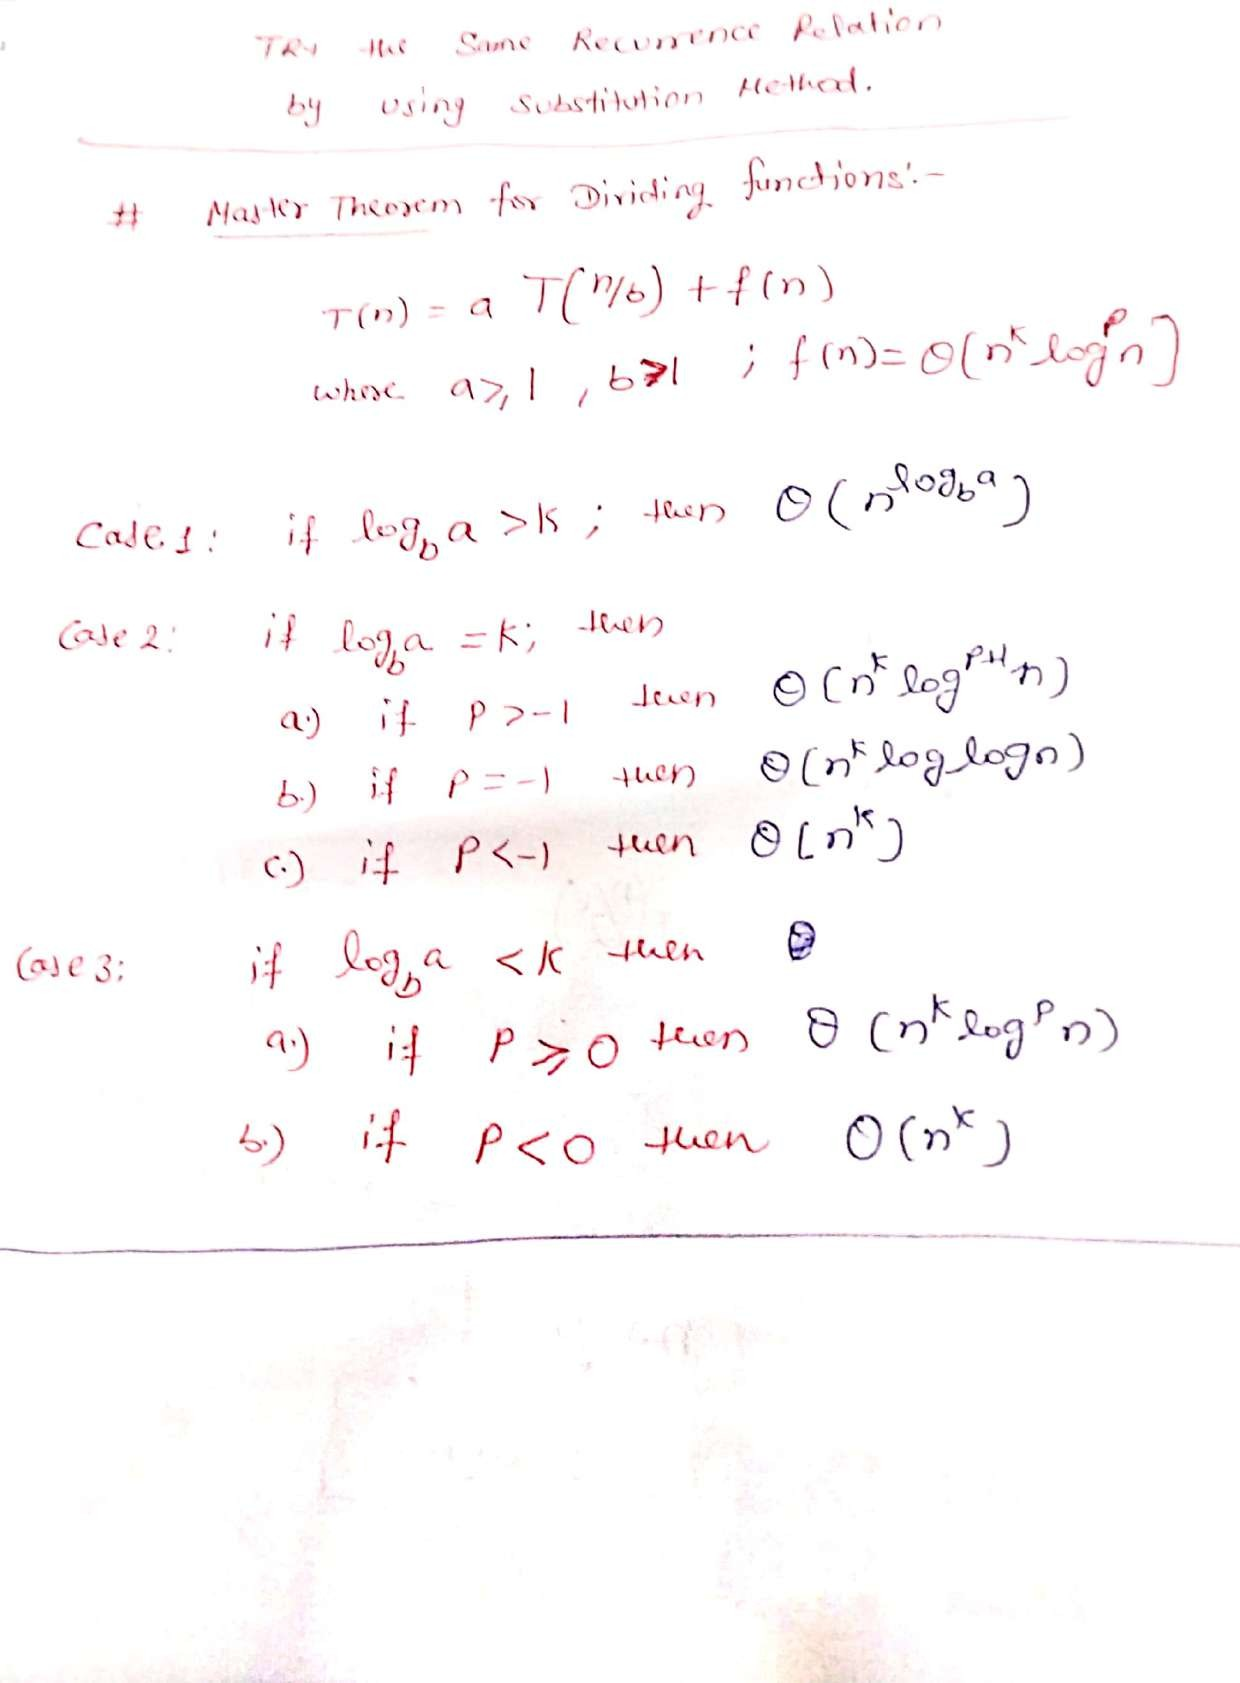 TRY the Same Recurrence Relation
by using Substitution Method.
# Master Theorem for Dividing functions:-
T(n) = a T(n/b) + f(n)
where a≥1, b>1 ; f(n)= Θ(n^k log^p n)
Case 1: if log_b a > k ; then Θ(n^log_b a)
Case 2: if log_b a = k; then
a.) if P>-1 then Θ(n^k log^P+1 n)
b.) if P=-1 then Θ(n^k log log n)
c.) if P<-1 then Θ(n^k)
Case 3: if log_b a < k then Θ
a.) if P≥0 then Θ (n^k log^P n)
b.) if P<0 then O(n^k)